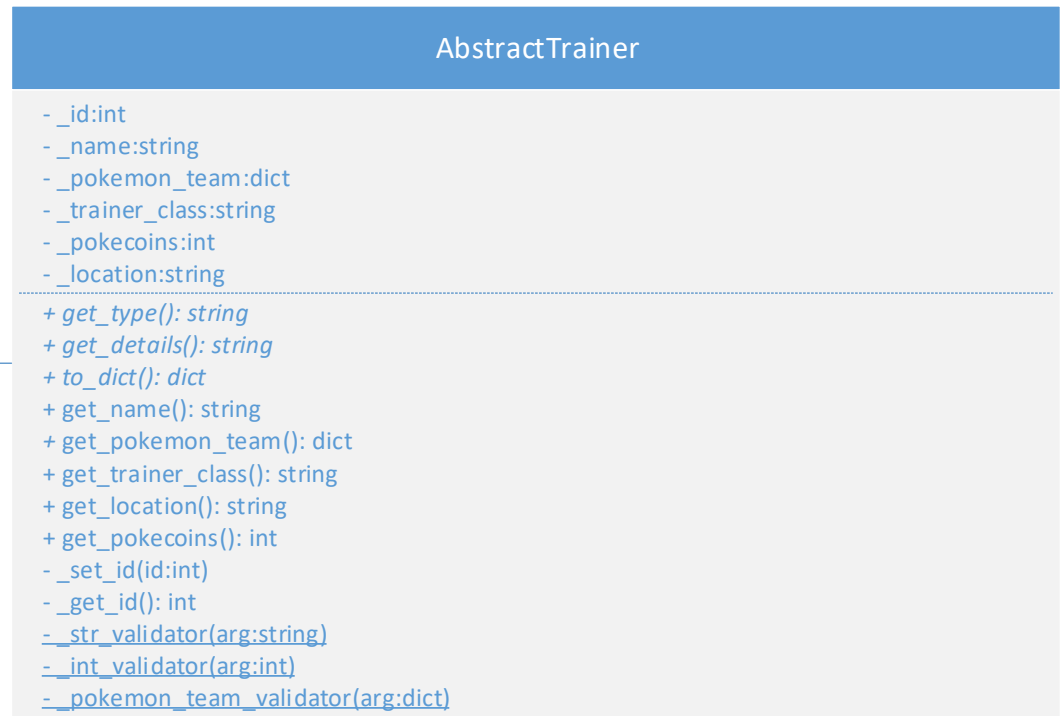 AbstractTrainer
- _id:int
- _name:string
- _pokemon_team:dict
- _trainer_class:string
- _pokecoins:int
- _location:string
+ get_type(): string
+ get_details(): string
+ to_dict(): dict
+ get_name(): string
+ get_pokemon_team(): dict
+ get_trainer_class(): string
+ get_location(): string
+ get_pokecoins(): int
- _set_id(id:int)
- _get_id(): int
- _str_validator(arg:string)
- _int_validator(arg:int)
- _pokemon_team_validator(arg:dict)